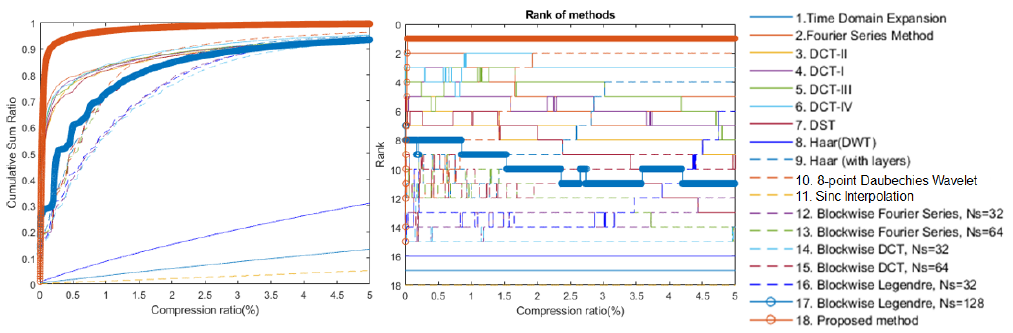 Cumulative Sum Ratio
1
0.9
0.8
0.7
0.6
0.5
0.4
0.3
0.2
0.1
0
0 0.5 1 1.5 2 2.5 3 3.5 4 4.5 5
Compression ratio(%)
Rank of methods
Rank
0
2
4
6
8
10
12
14
16
18
0 0.5 1 1.5 2 2.5 3 3.5 4 4.5 5
Compression ratio(%)
1.Time Domain Expansion
2.Fourier Series Method
3. DCT-II
4. DCT-I
5. DCT-III
6. DCT-IV
7. DST
8. Haar(DWT)
9. Haar (with layers)
10. 8-point Daubechies Wavelet
11. Sinc Interpolation
12. Blockwise Fourier Series, Ns=32
13. Blockwise Fourier Series, Ns=64
14. Blockwise DCT, Ns=32
15. Blockwise DCT, Ns=64
16. Blockwise Legendre, Ns=32
17. Blockwise Legendre, Ns=128
18. Proposed method